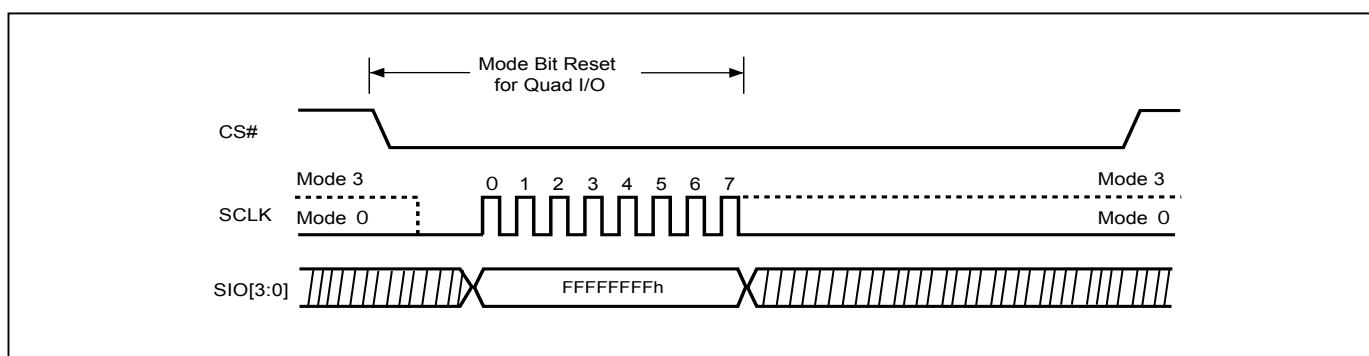 Mode Bit Reset
for Quad I/O
CS#
Mode 3
0 1 2 3 4 5 6 7
Mode 3
SCLK
Mode 0
Mode 0
SIO[3:0]
FFFFFFFFh